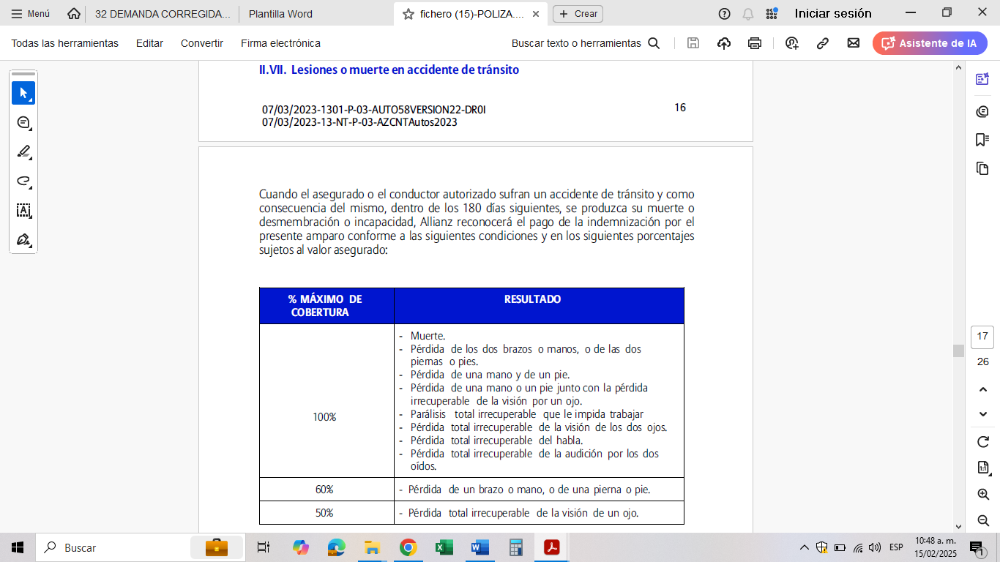 Menú
32 DEMANDA CORREGIDA...
Plantilla Word
fichero (15)-POLIZA....
Crear
Iniciar sesión
Todas las herramientas
Editar
Convertir
Firma electrónica
Buscar texto o herramientas
Asistente de IA
II.VII. Lesiones o muerte en accidente de tránsito
07/03/2023-1301-P-03-AUTO58VERSION22-DR0I
16
07/03/2023-13-NT-P-03-AZCNTAutos2023
Cuando el asegurado o el conductor autorizado sufran un accidente de tránsito y como
consecuencia del mismo, dentro de los 180 días siguientes, se produzca su muerte o
desmembración o incapacidad, Allianz reconocerá el pago de la indemnización por el
presente amparo conforme a las siguientes condiciones y en los siguientes porcentajes
sujetos al valor asegurado:
% MÁXIMO DE
COBERTURA
RESULTADO
100%
- Muerte.
- Pérdida de los dos brazos o manos, o de las dos
piernas o pies.
- Pérdida de una mano y de un pie.
- Pérdida de una mano o un pie junto con la pérdida
irrecuperable de la visión por un ojo.
- Parálisis total irrecuperable que le impida trabajar
- Pérdida total irrecuperable de la visión de los dos ojos.
- Pérdida total irrecuperable del habla.
- Pérdida total irrecuperable de la audición por los dos
oídos.
60%
- Pérdida de un brazo o mano, o de una pierna o pie.
50%
- Pérdida total irrecuperable de la visión de un ojo.
17
26
1:1
Buscar
ESP
10:48 a. m.
15/02/2025
1